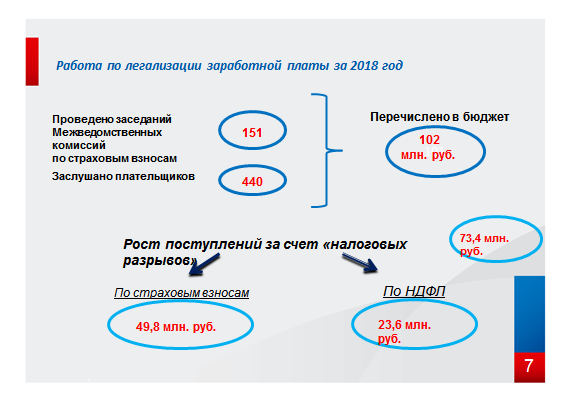 Работа по легализации заработной платы за 2018 год
Проведено заседаний
Межведомственных
комиссий
по страховым взносам
151
Заслушано плательщиков
440
Перечислено в бюджет
102
млн. руб.
Рост поступлений за счет «налоговых
разрывов»
73,4 млн.
руб.
По страховым взносам
49,8 млн. руб.
По НДФЛ
23,6 млн.
руб.
7